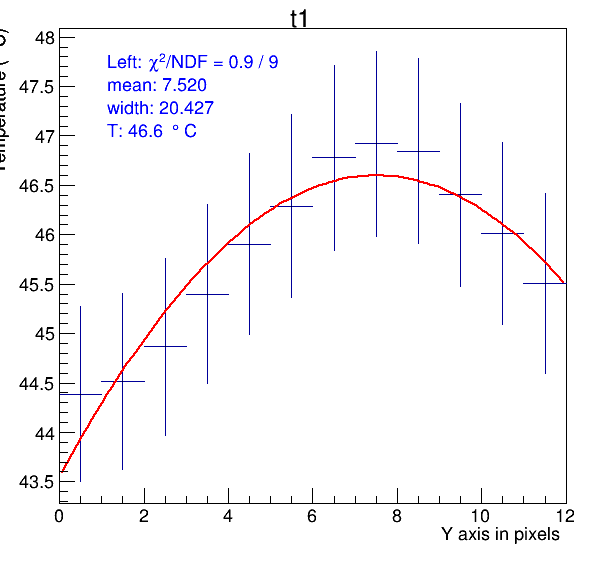 t1
Left: χ²/NDF = 0.9 / 9
mean: 7.520
width: 20.427
T: 46.6 °C
48
47.5
47
46.5
46
45.5
45
44.5
44
43.5
0 2 4 6 8 10 12
Y axis in pixels